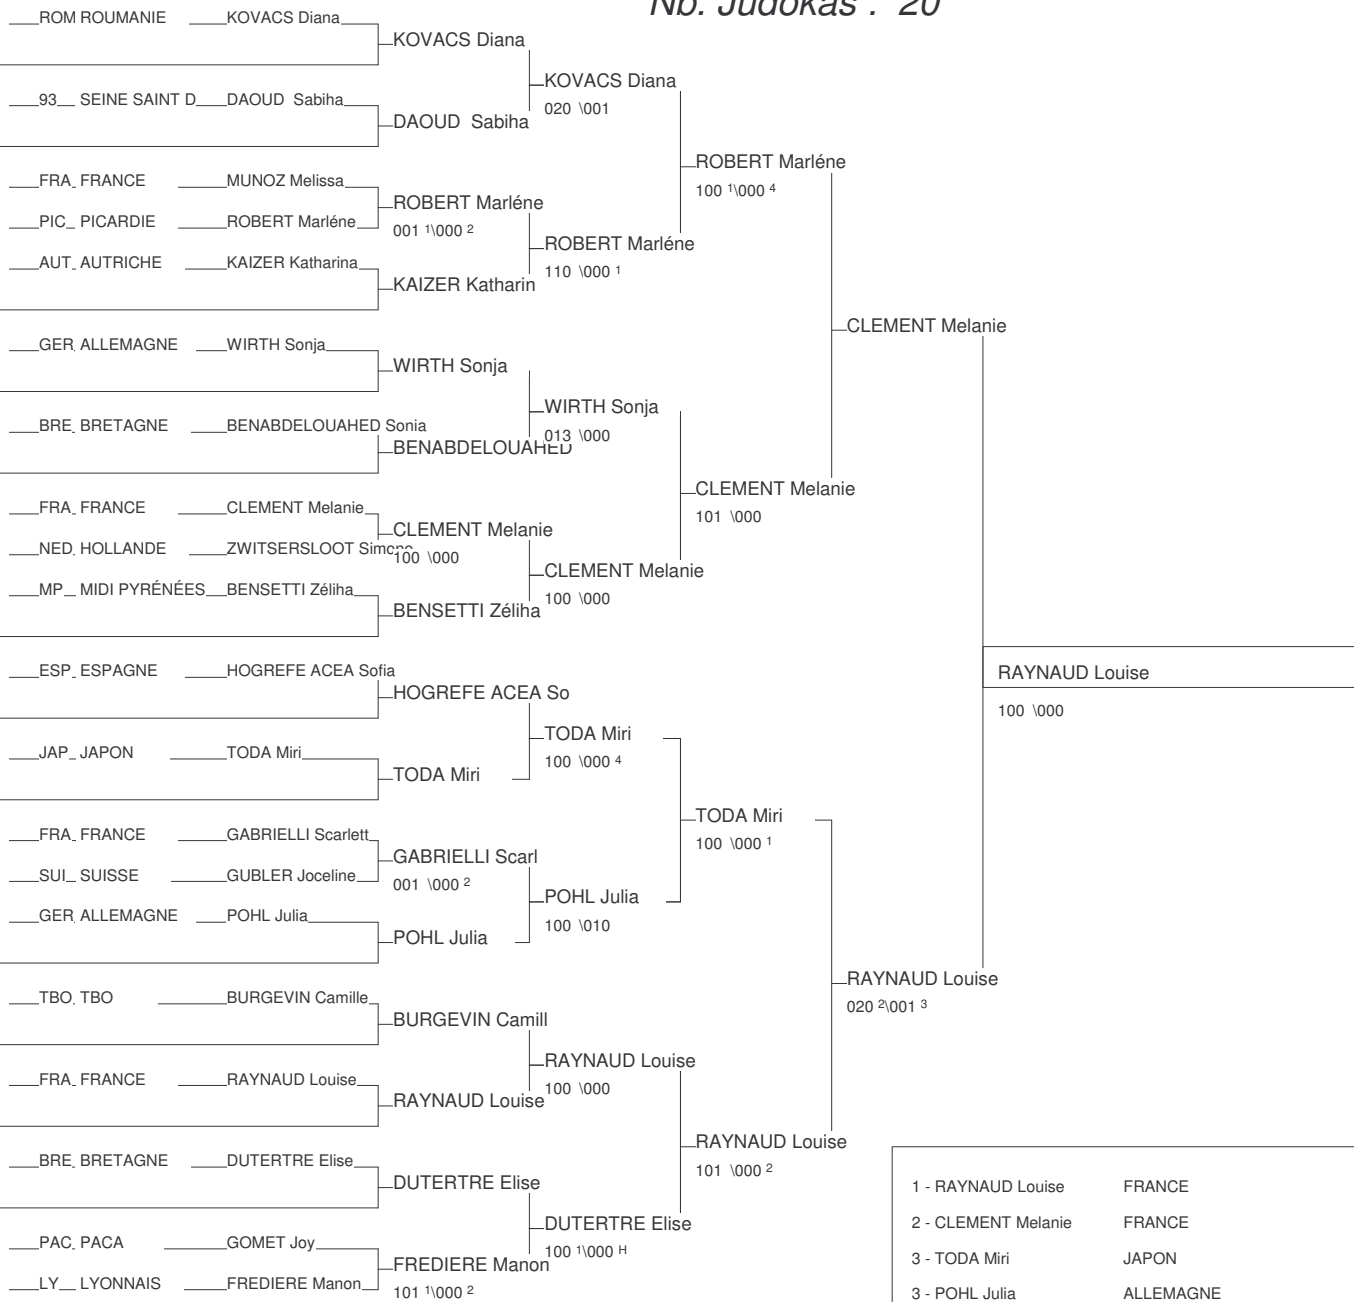 Nb. Judokas : 20
ROM ROUMANIE KOVACS Diana
KOVACS Diana
KOVACS Diana
020 \001
93 SEINE SAINT D DAOUD Sabiha
DAOUD Sabiha
ROBERT Marléne
100 1\000 4
FRA FRANCE MUNOZ Melissa
ROBERT Marléne
001 1\000 2
PIC PICARDIE ROBERT Marléne
ROBERT Marléne
110 \000 1
AUT AUTRICHE KAIZER Katharina
KAIZER Katharin
CLEMENT Melanie
GER ALLEMAGNE WIRTH Sonja
WIRTH Sonja
WIRTH Sonja
013 \000
BRE BRETAGNE BENABDELOUAHED Sonia
BENABDELOUAHED
CLEMENT Melanie
101 \000
FRA FRANCE CLEMENT Melanie
CLEMENT Melanie
100 \000
NED HOLLANDE ZWITSERSLOOT Simone
CLEMENT Melanie
100 \000
MP MIDI PYRÉNÉES BENSETTI Zéliha
BENSETTI Zéliha
RAYNAUD Louise
100 \000
ESP ESPAGNE HOGREFE ACEA Sofia
HOGREFE ACEA So
TODA Miri
100 \000 4
JAP JAPON TODA Miri
TODA Miri
TODA Miri
100 \000 1
FRA FRANCE GABRIELLI Scarlett
GABRIELLI Scarl
001 \000 2
SUI SUISSE GUBLER Joceline
POHL Julia
100 \010
GER ALLEMAGNE POHL Julia
POHL Julia
RAYNAUD Louise
020 2\001 3
TBO TBO BURGEVIN Camille
BURGEVIN Camill
RAYNAUD Louise
100 \000
FRA FRANCE RAYNAUD Louise
RAYNAUD Louise
RAYNAUD Louise
101 \000 2
BRE BRETAGNE DUTERTRE Elise
DUTERTRE Elise
DUTERTRE Elise
100 1\000 H
PAC PACA GOMET Joy
FREDIERE Manon
101 1\000 2
LY LYONNAIS FREDIERE Manon
1 - RAYNAUD Louise FRANCE
2 - CLEMENT Melanie FRANCE
3 - TODA Miri JAPON
3 - POHL Julia ALLEMAGNE